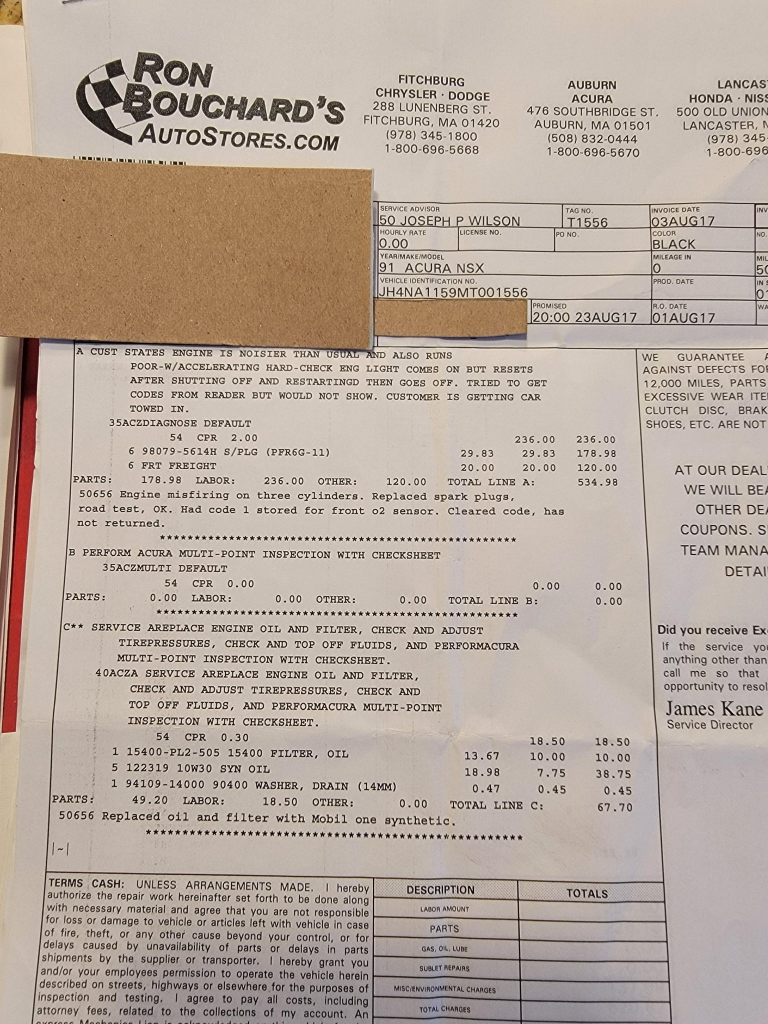 RON
BOUCHARD'S
AUTOSTORES.COM
FITCHBURG
CHRYSLER · DODGE
288 LUNENBERG ST.
FITCHBURG, MA 01420
(978) 345-1800
1-800-696-5668
AUBURN
ACURA
476 SOUTHBRIDGE ST.
AUBURN, MA 01501
(508) 832-0444
1-800-696-5670
LANCAS
HONDA · NISS
500 OLD UNION
LANCASTER,
(978) 345
1-800-696
SERVICE ADVISOR
50 JOSEPH P WILSON
TAG NO.
T1556
INVOICE DATE
03AUG17
INV
HOURLY RATE
0.00
LICENSE NO.
PO NO.
COLOR
BLACK
YEAR/MAKE/MODEL
91 ACURA NSX
MILEAGE IN
0
MIL
50
VEHICLE IDENTIFICATION NO.
JH4NA1159MT001556
PROD. DATE
IN S
01
PROMISED
20:00 23AUG17
R.O. DATE
01AUG17
A CUST STATES ENGINE IS NOISIER THAN USUAL AND ALSO RUNS
POOR-W/ACCELERATING HARD-CHECK ENG LIGHT COMES ON BUT RESETS
AFTER SHUTTING OFF AND RESTARTINGD THEN GOES OFF. TRIED TO GET
CODES FROM READER BUT WOULD NOT SHOW. CUSTOMER IS GETTING CAR
TOWED IN.
35ACZDIAGNOSE DEFAULT
54 CPR 2.00 236.00 236.00
6 98079-5614H S/PLG (PFR6G-11) 29.83 29.83 178.98
6 FRT FREIGHT 20.00 20.00 120.00
PARTS: 178.98 LABOR: 236.00 OTHER: 120.00 TOTAL LINE A: 534.98
50656 Engine misfiring on three cylinders. Replaced spark plugs,
road test, OK. Had code 1 stored for front o2 sensor. Cleared code, has
not returned.
****************************************************
B PERFORM ACURA MULTI-POINT INSPECTION WITH CHECKSHEET
35ACZMULTI DEFAULT
54 CPR 0.00 0.00 0.00
PARTS: 0.00 LABOR: 0.00 OTHER: 0.00 TOTAL LINE B: 0.00
****************************************************
C** SERVICE AREPLACE ENGINE OIL AND FILTER, CHECK AND ADJUST
TIREPRESSURES, CHECK AND TOP OFF FLUIDS, AND PERFORMACURA
MULTI-POINT INSPECTION WITH CHECKSHEET.
40ACZA SERVICE AREPLACE ENGINE OIL AND FILTER,
CHECK AND ADJUST TIREPRESSURES, CHECK AND
TOP OFF FLUIDS, AND PERFORMACURA MULTI-POINT
INSPECTION WITH CHECKSHEET.
54 CPR 0.30 18.50 18.50
1 15400-PL2-505 15400 FILTER, OIL 13.67 10.00 10.00
5 122319 10W30 SYN OIL 18.98 7.75 38.75
1 94109-14000 90400 WASHER, DRAIN (14MM) 0.47 0.45 0.45
PARTS: 49.20 LABOR: 18.50 OTHER: 0.00 TOTAL LINE C: 67.70
50656 Replaced oil and filter with Mobil one synthetic.
****************************************************
|~|
WE GUARANTEE A
AGAINST DEFECTS FOR
12,000 MILES, PARTS
EXCESSIVE WEAR ITE
CLUTCH DISC, BRAK
SHOES, ETC. ARE NOT
AT OUR DEAL
WE WILL BEA
OTHER DEA
COUPONS. S
TEAM MANA
DETAI
Did you receive Ex
If the service yo
anything other than
call me so that
opportunity to resol
James Kane
Service Director
TERMS CASH: UNLESS ARRANGEMENTS MADE. I hereby
authorize the repair work hereinafter set forth to be done along
with necessary material and agree that you are not responsible
for loss or damage to vehicle or articles left with vehicle in case
of fire, theft, or any other cause beyond your control, or for
delays caused by unavailability of parts or delays in parts
shipments by the supplier or transporter. I hereby grant you
and/or your employees permission to operate the vehicle herein
described on streets, highways or elsewhere for the purposes of
inspection and testing. I agree to pay all costs, including
attorney fees, related to the collections of my account. An
DESCRIPTION
TOTALS
LABOR AMOUNT
PARTS
GAS, OIL, LUBE
SUBLET REPAIRS
MISC/ENVIRONMENTAL CHARGES
TOTAL CHARGES